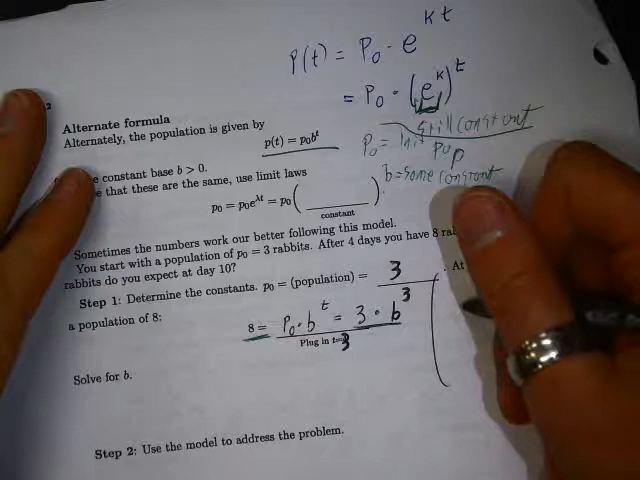 P(t) = P₀ · e^kt
= P₀ · (e^k)^t
still constant
P₀ = Init pop
b = some constant
2
Alternate formula
Alternately, the population is given by
p(t) = p₀b^t
e constant base b > 0.
e that these are the same, use limit laws
p₀ = p₀e^λt = p₀( ________ ).
constant
Sometimes the numbers work our better following this model.
You start with a population of p₀ = 3 rabbits. After 4 days you have 8
rabbits do you expect at day 10?
Step 1: Determine the constants. p₀ = (population) = 3 . At
a population of 8:
8 = P₀ · b^t = 3 · b^3
Plug in t=3
Solve for b.
Step 2: Use the model to address the problem.